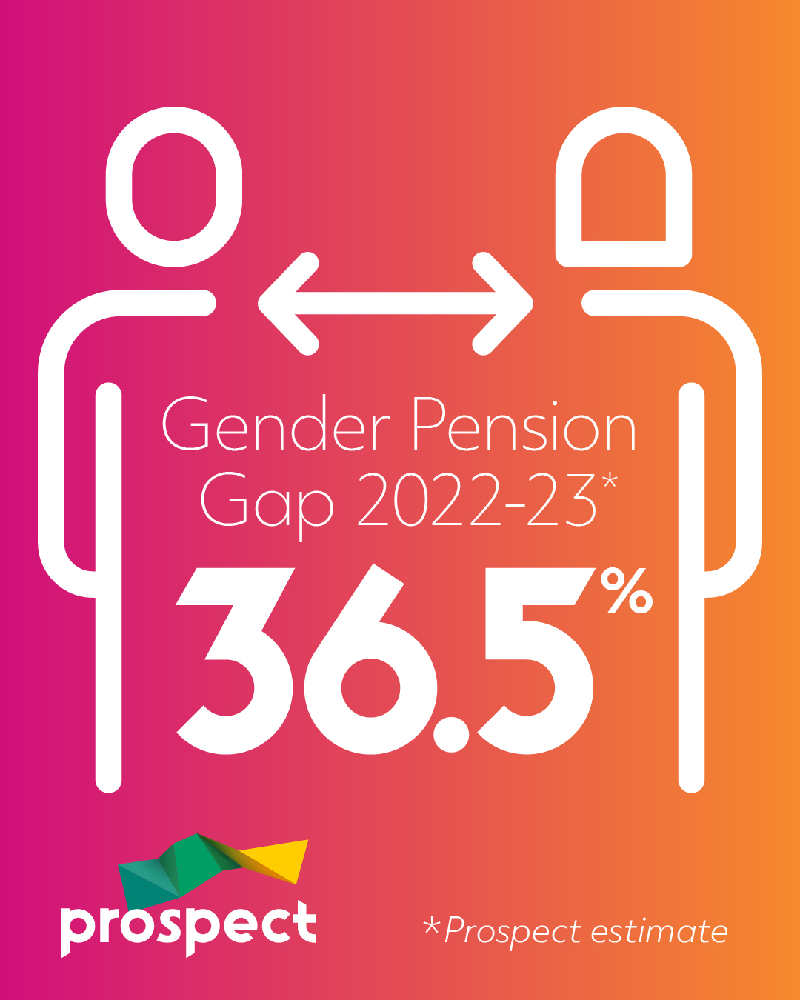 Gender Pension
Gap 2022-23*
36.5%
prospect
*Prospect estimate